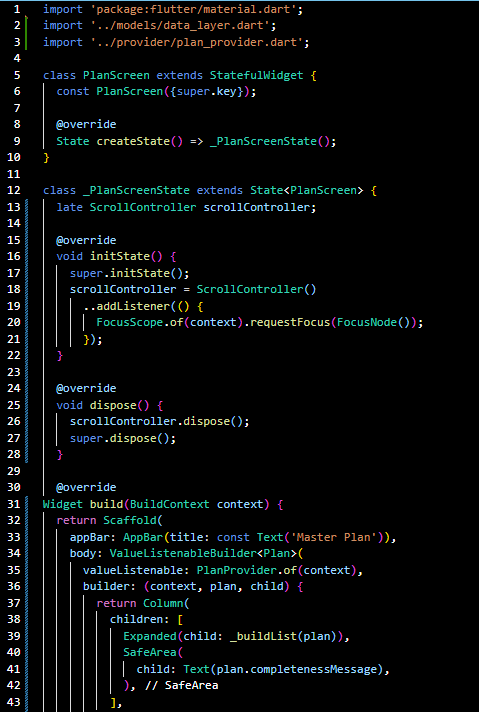 1 import 'package:flutter/material.dart';
2 import '../models/data_layer.dart';
3 import '../provider/plan_provider.dart';
4
5 class PlanScreen extends StatefulWidget {
6   const PlanScreen({super.key});
7
8   @override
9   State createState() => _PlanScreenState();
10 }
11
12 class _PlanScreenState extends State<PlanScreen> {
13   late ScrollController scrollController;
14
15   @override
16   void initState() {
17     super.initState();
18     scrollController = ScrollController()
19       ..addListener(() {
20         FocusScope.of(context).requestFocus(FocusNode());
21       });
22   }
23
24   @override
25   void dispose() {
26     scrollController.dispose();
27     super.dispose();
28   }
29
30   @override
31 Widget build(BuildContext context) {
32   return Scaffold(
33     appBar: AppBar(title: const Text('Master Plan')),
34     body: ValueListenableBuilder<Plan>(
35       valueListenable: PlanProvider.of(context),
36       builder: (context, plan, child) {
37         return Column(
38           children: [
39             Expanded(child: _buildList(plan)),
40             SafeArea(
41               child: Text(plan.completenessMessage),
42             ), // SafeArea
43           ],